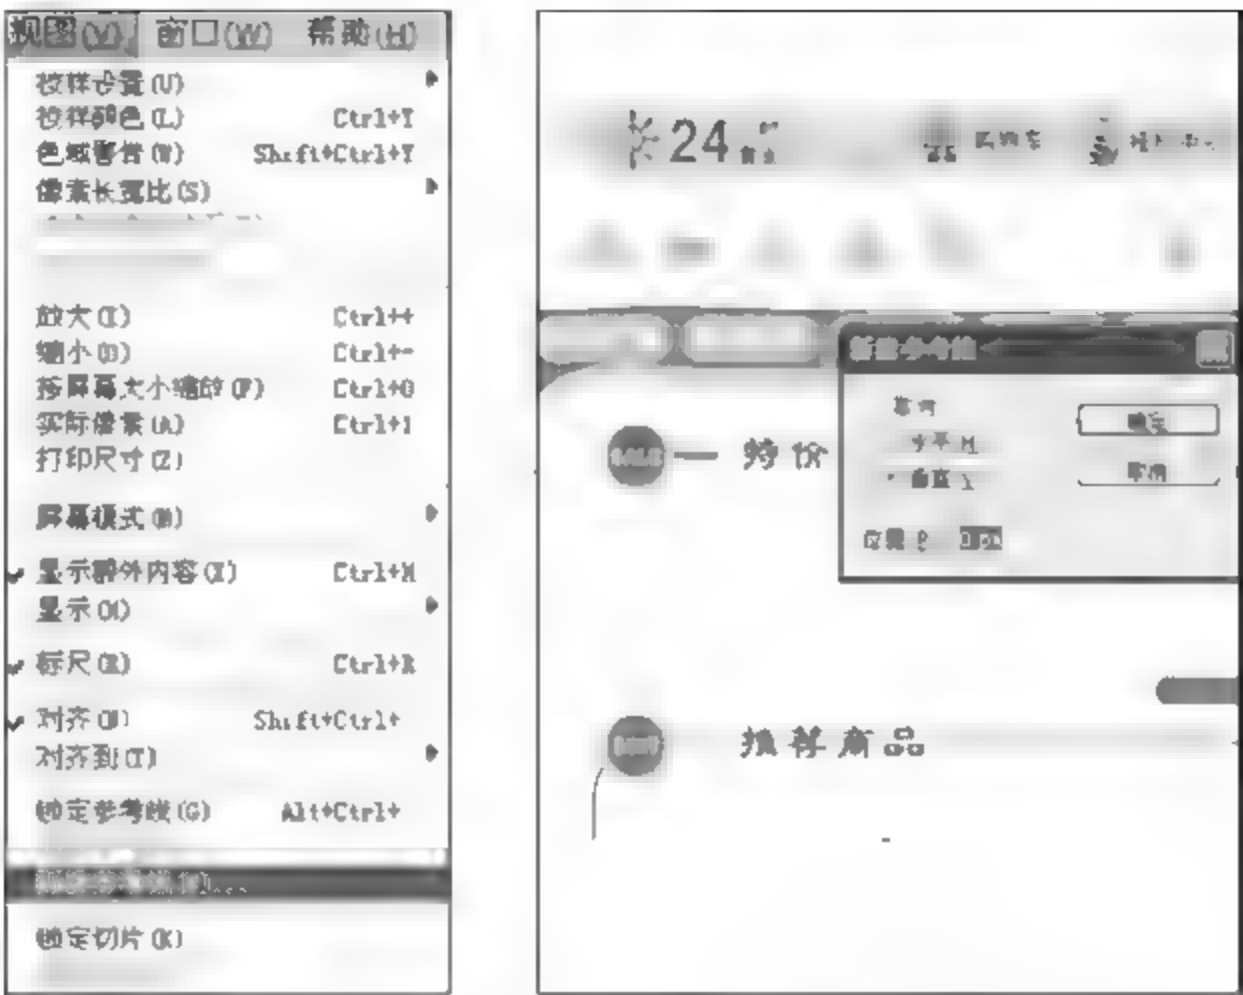 视图(V) 窗口(W) 帮助(H)
校样设置(U)
校样颜色(L) Ctrl+Y
色域警告(W) Shift+Ctrl+Y
像素长宽比(S)
放大(I) Ctrl++
缩小(O) Ctrl+-
按屏幕大小缩放(F) Ctrl+0
实际像素(A) Ctrl+1
打印尺寸(Z)
屏幕模式(M)
显示额外内容(X) Ctrl+H
显示(H)
标尺(R) Ctrl+R
对齐(N) Shift+Ctrl+
对齐到(T)
锁定参考线(G) Alt+Ctrl+
锁定切片(K)
24
新建参考线
取向
确定
水平 H
垂直 V
取消
位置 P
特价
推荐商品